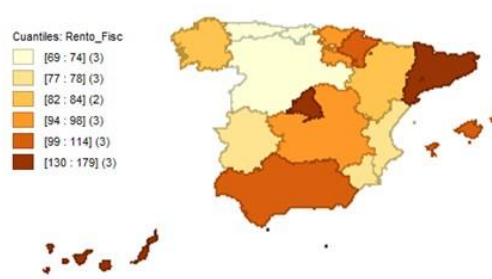 Cuantiles: Rento_Fisc
[69 : 74] (3)
[77 : 78] (3)
[82 : 84] (2)
[94 : 98] (3)
[99 : 114] (3)
[130 : 179] (3)